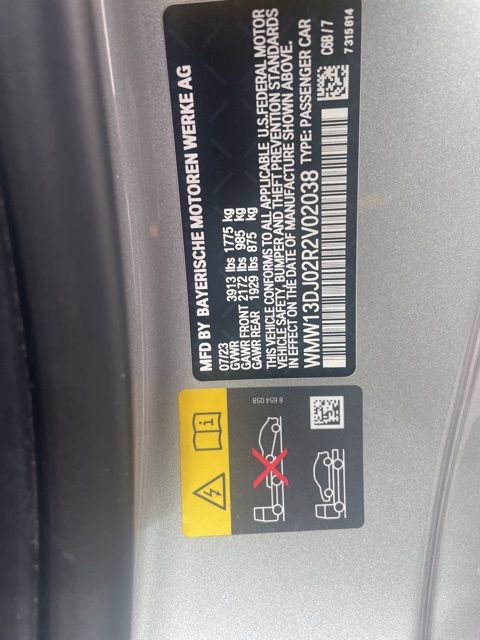 MFD BY BAYERISCHE MOTOREN WERKE AG
07/23
GVWR 3913 lbs 1775 kg
GAWR FRONT 2172 lbs 985 kg
GAWR REAR 1929 lbs 875 kg
THIS VEHICLE CONFORMS TO ALL APPLICABLE U.S.FEDERAL MOTOR
VEHICLE SAFETY, BUMPER AND THEFT PREVENTION STANDARDS
IN EFFECT ON THE DATE OF MANUFACTURE SHOWN ABOVE.
WMW13DJ02R2V02038 TYPE: PASSENGER CAR
C6B / 7
7 315 814
8 654 058